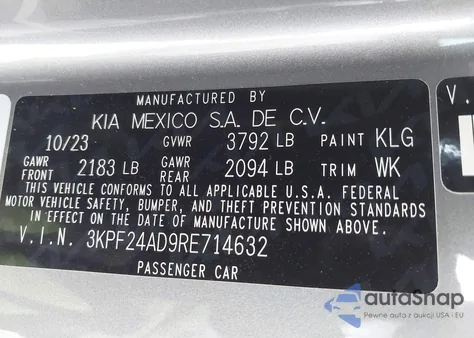 MANUFACTURED BY
KIA MEXICO S.A. DE C.V.
10/23 GVWR 3792 LB PAINT KLG
GAWR FRONT 2183 LB GAWR REAR 2094 LB TRIM WK
THIS VEHICLE CONFORMS TO ALL APPLICABLE U.S.A. FEDERAL
MOTOR VEHICLE SAFETY, BUMPER, AND THEFT PREVENTION STANDARDS
IN EFFECT ON THE DATE OF MANUFACTURE SHOWN ABOVE.
V.I.N. 3KPF24AD9RE714632
PASSENGER CAR
V.
autoSnap
Pewne auta z aukcji USA i EU